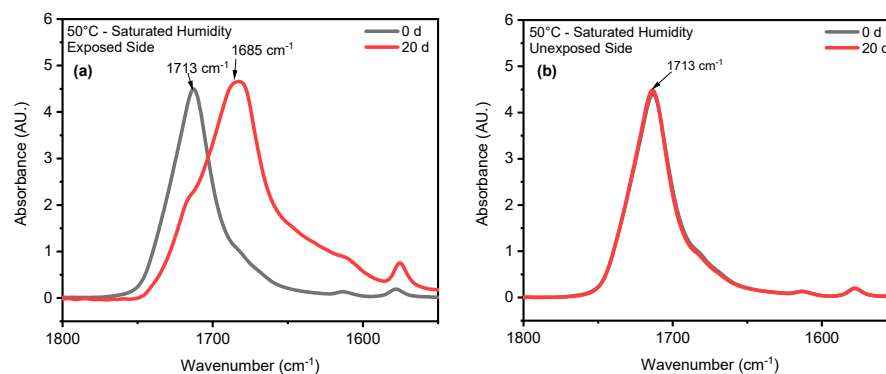 50°C - Saturated Humidity
Exposed Side
0 d
20 d
(a)
1713 cm⁻¹
1685 cm⁻¹
6
5
4
3
2
1
0
Absorbance (AU.)
1800
1700
1600
Wavenumber (cm⁻¹)
50°C - Saturated Humidity
Unexposed Side
0 d
20 d
(b)
1713 cm⁻¹
6
5
4
3
2
1
0
Absorbance (AU.)
1800
1700
1600
Wavenumber (cm⁻¹)